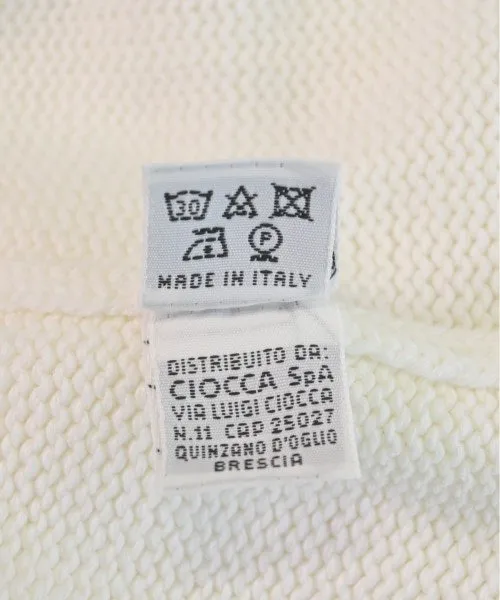 30
P
MADE IN ITALY
DISTRIBUITO DA:
CIOCCA SpA
VIA LUIGI CIOCCA
N.11 CAP 25027
QUINZANO D'OGLIO
BRESCIA